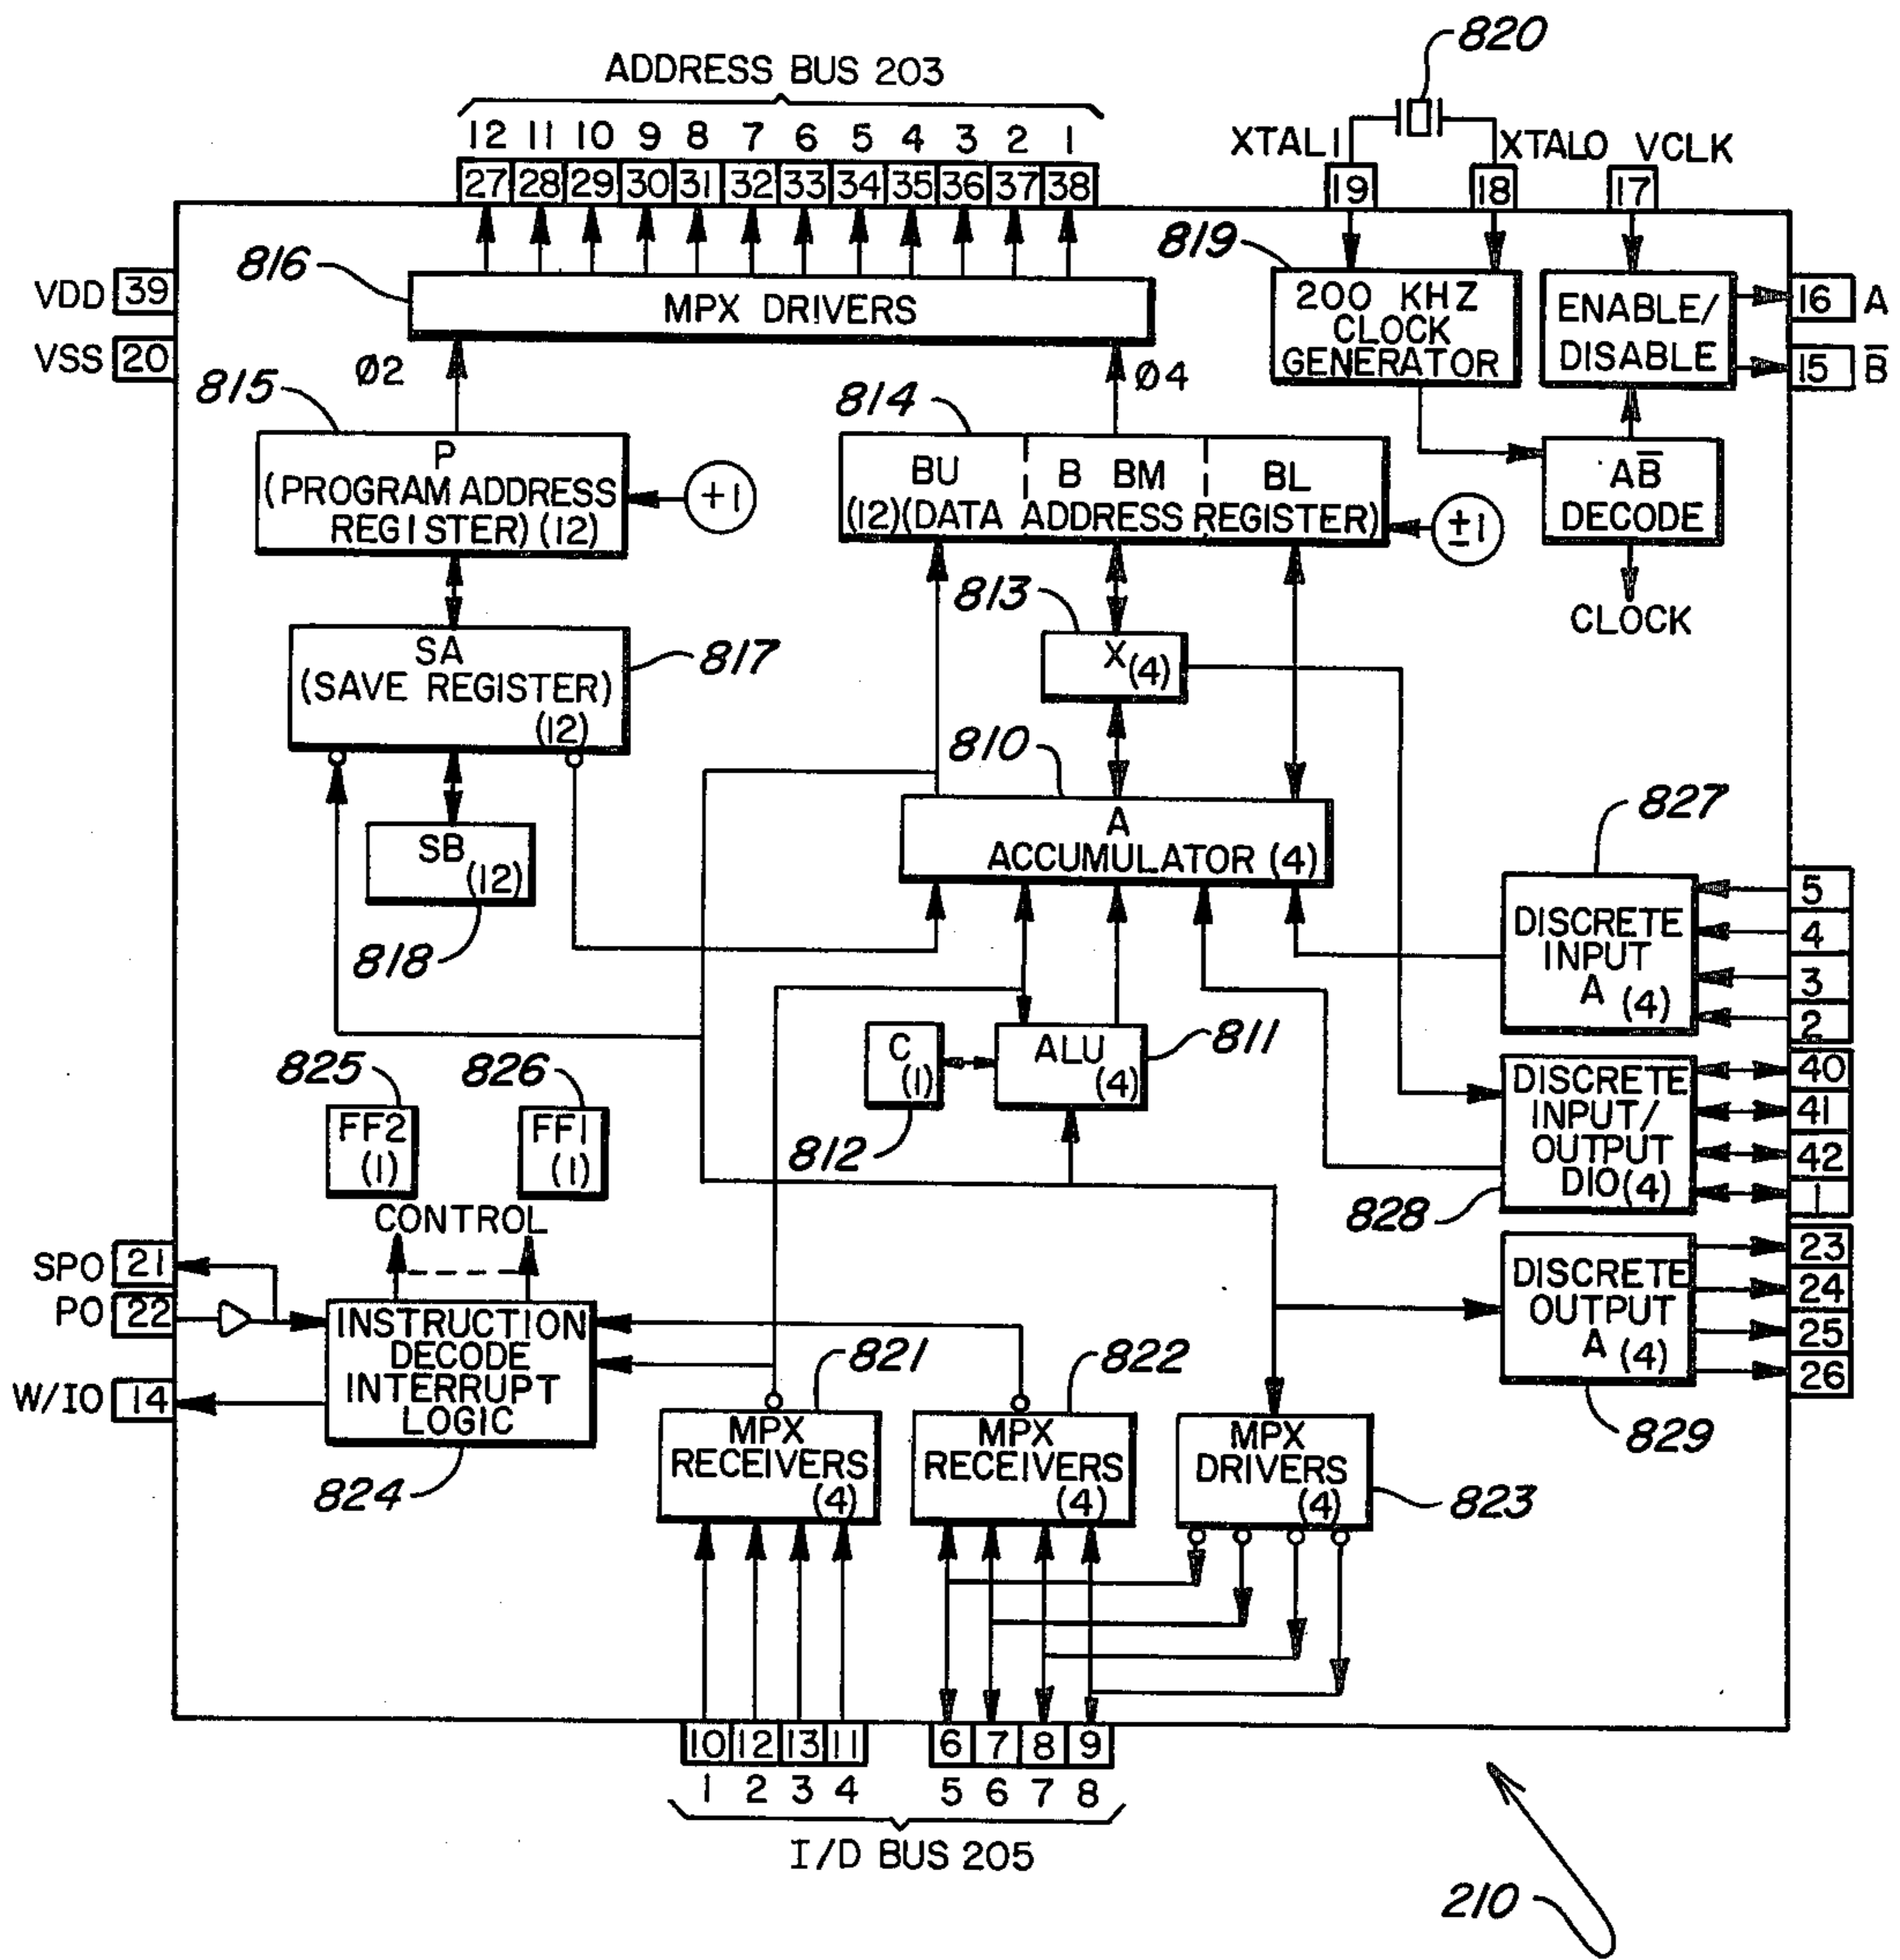 820
ADDRESS BUS 203
12 11 10 9 8 7 6 5 4 3 2 1
XTAL1 XTALO VCLK
27 28 29 30 31 32 33 34 35 36 37 38
19 18 17
816
819
VDD 39
MPX DRIVERS
200 KHZ
CLOCK
GENERATOR
ENABLE/
DISABLE
16 A
15 B̅
VSS 20
Ø2
Ø4
815
814
P
(PROGRAM ADDRESS
REGISTER) (12)
+1
BU B BM BL
(12)(DATA ADDRESS REGISTER)
±1
AB̅
DECODE
CLOCK
813
X (4)
SA
(SAVE REGISTER)
(12)
817
810
SB
(12)
818
A
ACCUMULATOR (4)
827
DISCRETE
INPUT
A (4)
5
4
3
2
C
(1)
812
ALU
(4)
811
825
826
FF2
(1)
FF1
(1)
DISCRETE
INPUT/
OUTPUT
DIO(4)
828
40
41
42
1
CONTROL
SPO 21
PO 22
W/IO 14
INSTRUCTION
DECODE
INTERRUPT
LOGIC
824
DISCRETE
OUTPUT
A (4)
829
23
24
25
26
821
MPX
RECEIVERS
(4)
822
MPX
RECEIVERS
(4)
MPX
DRIVERS
(4)
823
10 12 13 11 6 7 8 9
1 2 3 4 5 6 7 8
I/D BUS 205
210